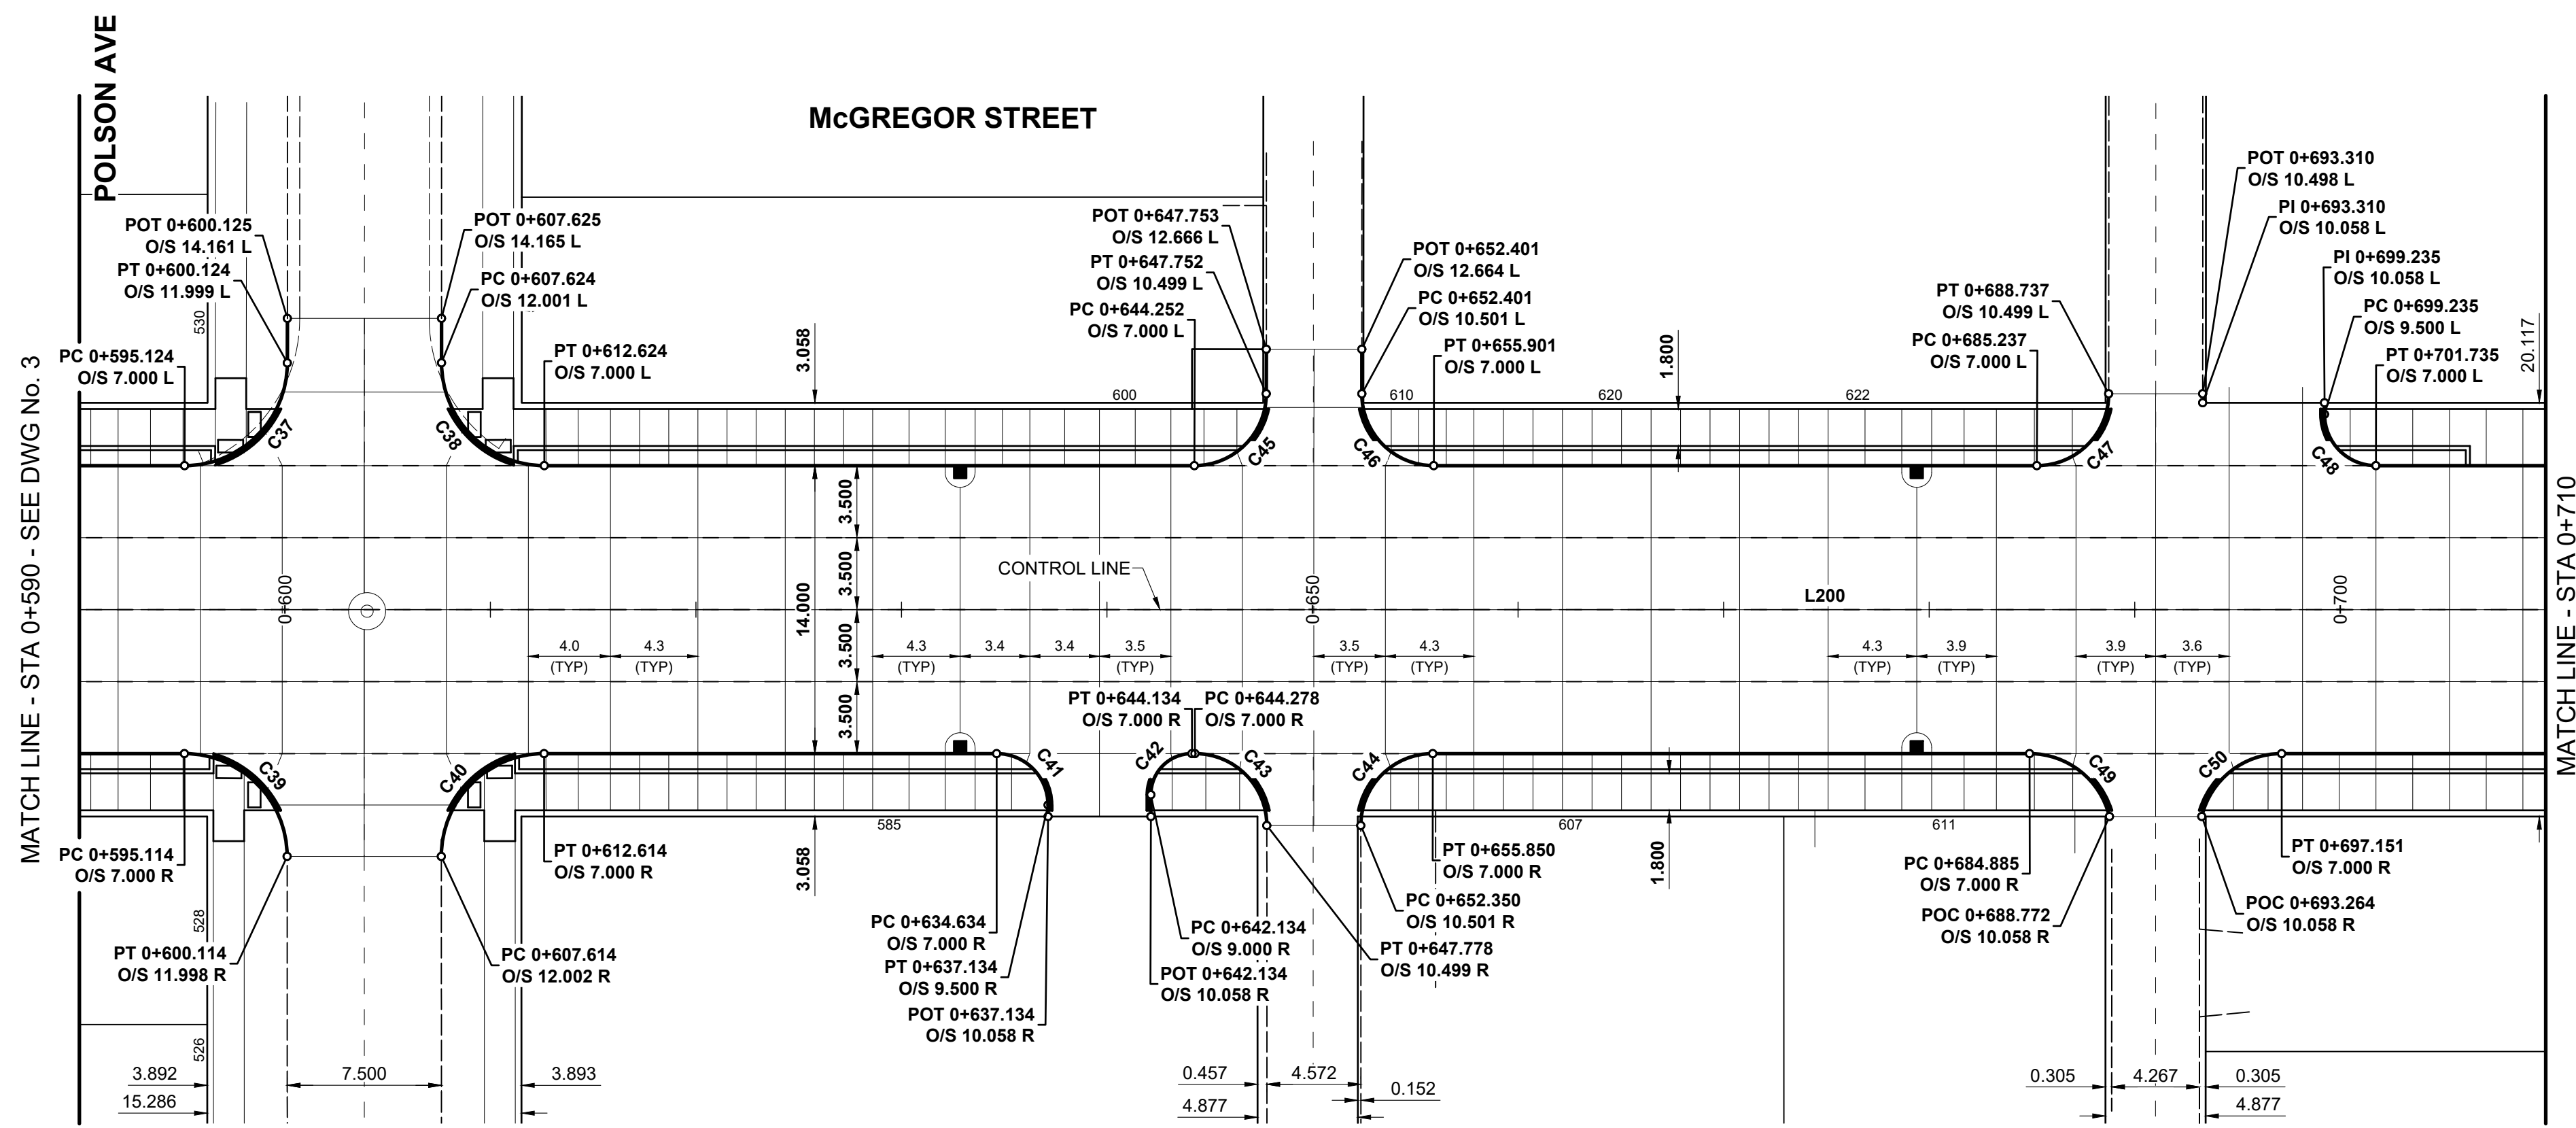 POLSON AVE
McGREGOR STREET
MATCH LINE - STA 0+590 - SEE DWG No. 3
MATCH LINE - STA 0+710
POT 0+600.125
O/S 14.161 L
PT 0+600.124
O/S 11.999 L
PC 0+595.124
O/S 7.000 L
530
POT 0+607.625
O/S 14.165 L
PC 0+607.624
O/S 12.001 L
PT 0+612.624
O/S 7.000 L
3.058
POT 0+647.753
O/S 12.666 L
PT 0+647.752
O/S 10.499 L
PC 0+644.252
O/S 7.000 L
POT 0+652.401
O/S 12.664 L
PC 0+652.401
O/S 10.501 L
PT 0+655.901
O/S 7.000 L
1.800
PT 0+688.737
O/S 10.499 L
PC 0+685.237
O/S 7.000 L
POT 0+693.310
O/S 10.498 L
PI 0+693.310
O/S 10.058 L
PI 0+699.235
O/S 10.058 L
PC 0+699.235
O/S 9.500 L
PT 0+701.735
O/S 7.000 L
20.117
600
610
620
622
C37
C38
C45
C46
C47
C48
3.500
3.500
3.500
3.500
14.000
CONTROL LINE
0+600
0+650
0+700
L200
4.0
(TYP)
4.3
(TYP)
4.3
(TYP)
3.4
3.4
3.5
(TYP)
3.5
(TYP)
4.3
(TYP)
4.3
(TYP)
3.9
(TYP)
3.9
(TYP)
3.6
(TYP)
PT 0+644.134
O/S 7.000 R
PC 0+644.278
O/S 7.000 R
C39
C40
C41
C42
C43
C44
C49
C50
585
607
611
PC 0+595.114
O/S 7.000 R
PT 0+612.614
O/S 7.000 R
3.058
528
PT 0+600.114
O/S 11.998 R
PC 0+607.614
O/S 12.002 R
PC 0+634.634
O/S 7.000 R
PT 0+637.134
O/S 9.500 R
POT 0+637.134
O/S 10.058 R
PC 0+642.134
O/S 9.000 R
POT 0+642.134
O/S 10.058 R
PT 0+655.850
O/S 7.000 R
PC 0+652.350
O/S 10.501 R
PT 0+647.778
O/S 10.499 R
1.800
PC 0+684.885
O/S 7.000 R
POC 0+688.772
O/S 10.058 R
PT 0+697.151
O/S 7.000 R
POC 0+693.264
O/S 10.058 R
526
3.892
7.500
3.893
15.286
0.457
4.572
0.152
4.877
0.305
4.267
0.305
4.877